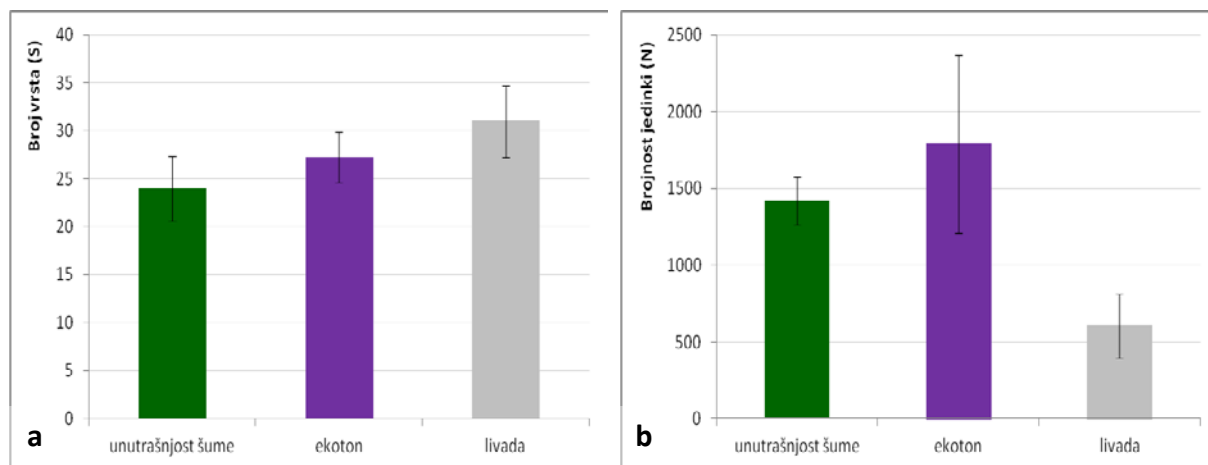 Broj vrsta (S)
40
35
30
25
20
15
10
5
0
unutrašnjost šume
ekoton
livada
a
Brojnost jedinki (N)
2500
2000
1500
1000
500
0
unutrašnjost šume
ekoton
livada
b